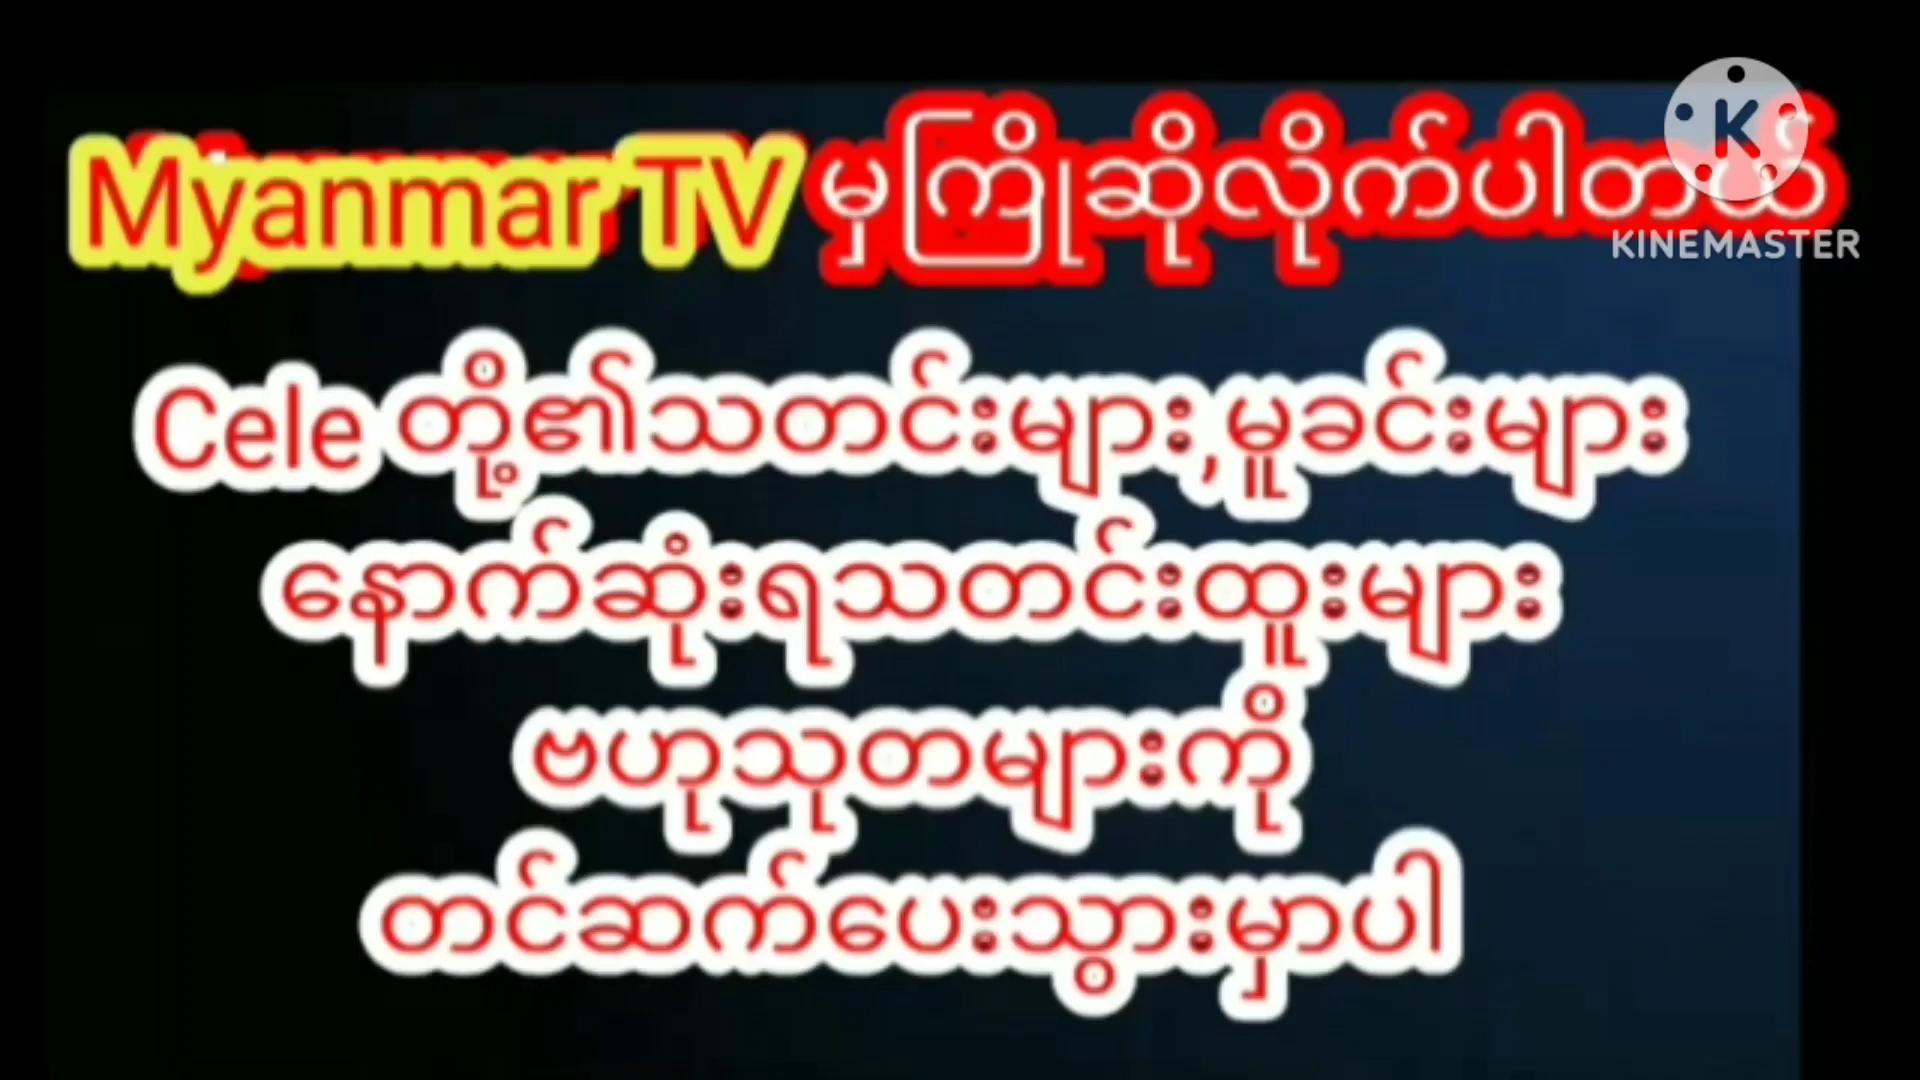 Myanmar TV မှကြိုဆိုလိုက်ပါတယ်
KINEMASTER
Cele တို့၏သတင်းများ,မူခင်းများ
နောက်ဆုံးရသတင်းထူးများ
ဗဟုသုတများကို
တင်ဆက်ပေးသွားမှာပါ